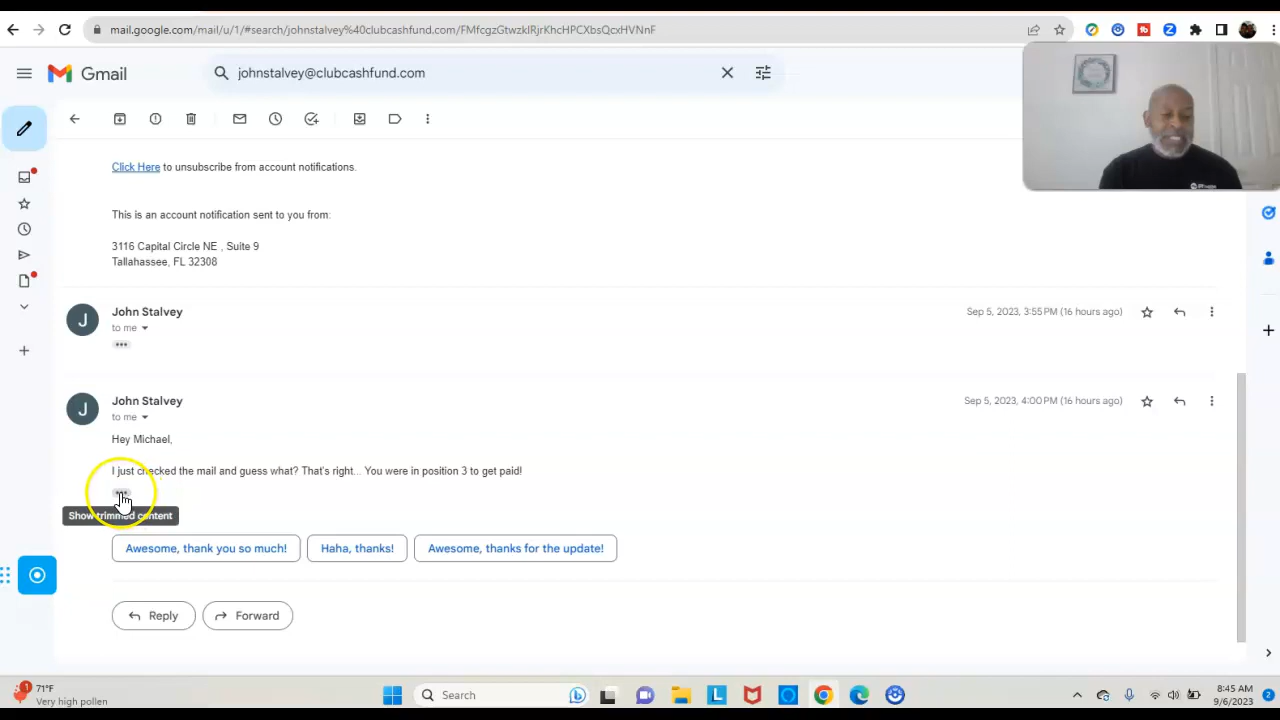 mail.google.com/mail/u/1/#search/johnstalvey%40clubcashfund.com/FMfcgzGtwzklRjrKhcHPCXbsQcxHVNnF
Gmail
johnstalvey@clubcashfund.com
Click Here to unsubscribe from account notifications.
This is an account notification sent to you from:
3116 Capital Circle NE , Suite 9
Tallahassee, FL 32308
John Stalvey
Sep 5, 2023, 3:55 PM (16 hours ago)
to me
J
John Stalvey
Sep 5, 2023, 4:00 PM (16 hours ago)
to me
J
Hey Michael,
I just checked the mail and guess what? That's right... You were in position 3 to get paid!
Show trimmed content
Awesome, thank you so much!
Haha, thanks!
Awesome, thanks for the update!
Reply
Forward
1
71°F
Very high pollen
Search
8:45 AM
9/6/2023
2